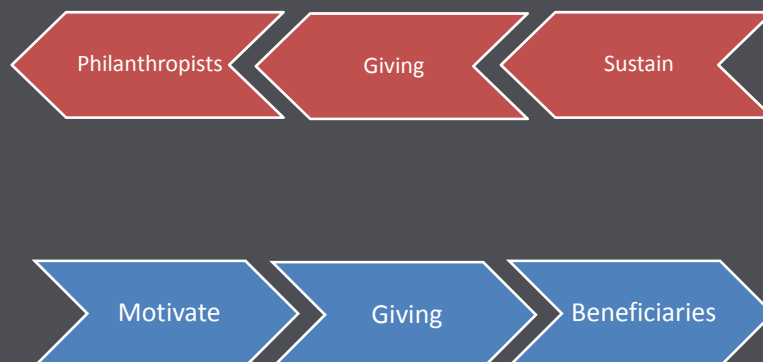 Philanthropists
Giving
Sustain
Motivate
Giving
Beneficiaries